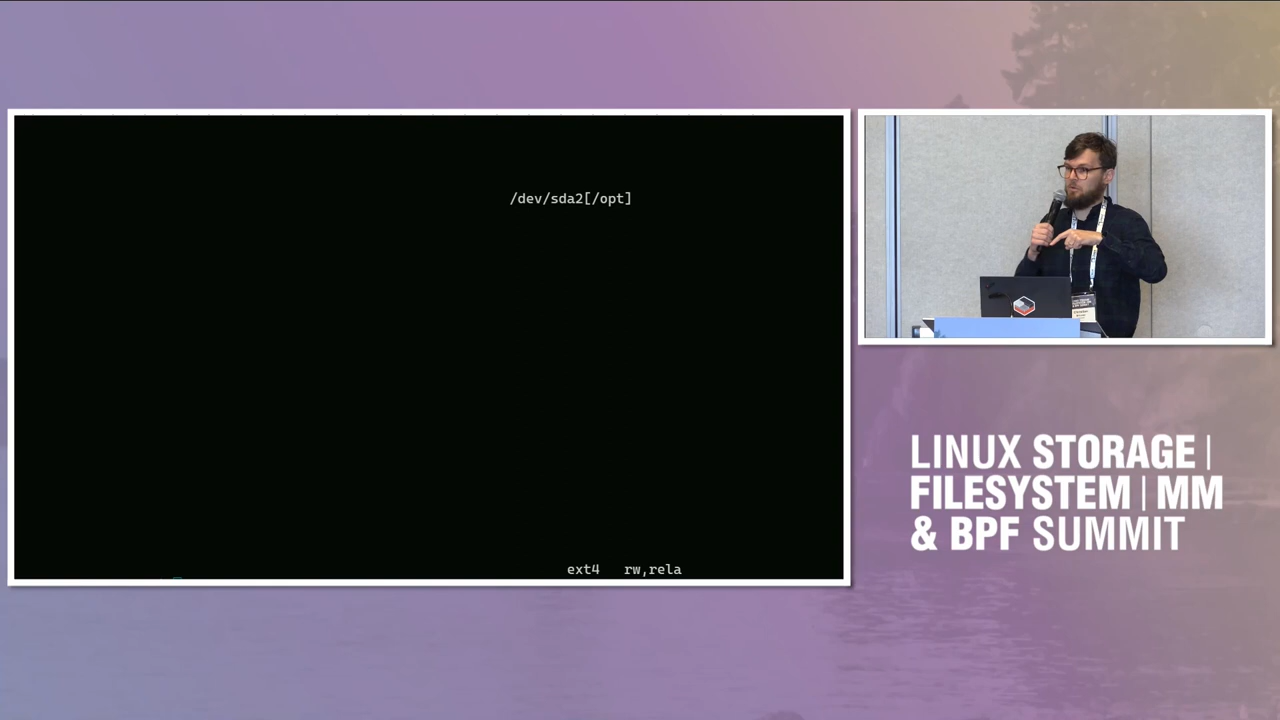 /dev/sda2[/opt]
ext4 rw,rela
LINUX STORAGE |
FILESYSTEM | MM
& BPF SUMMIT